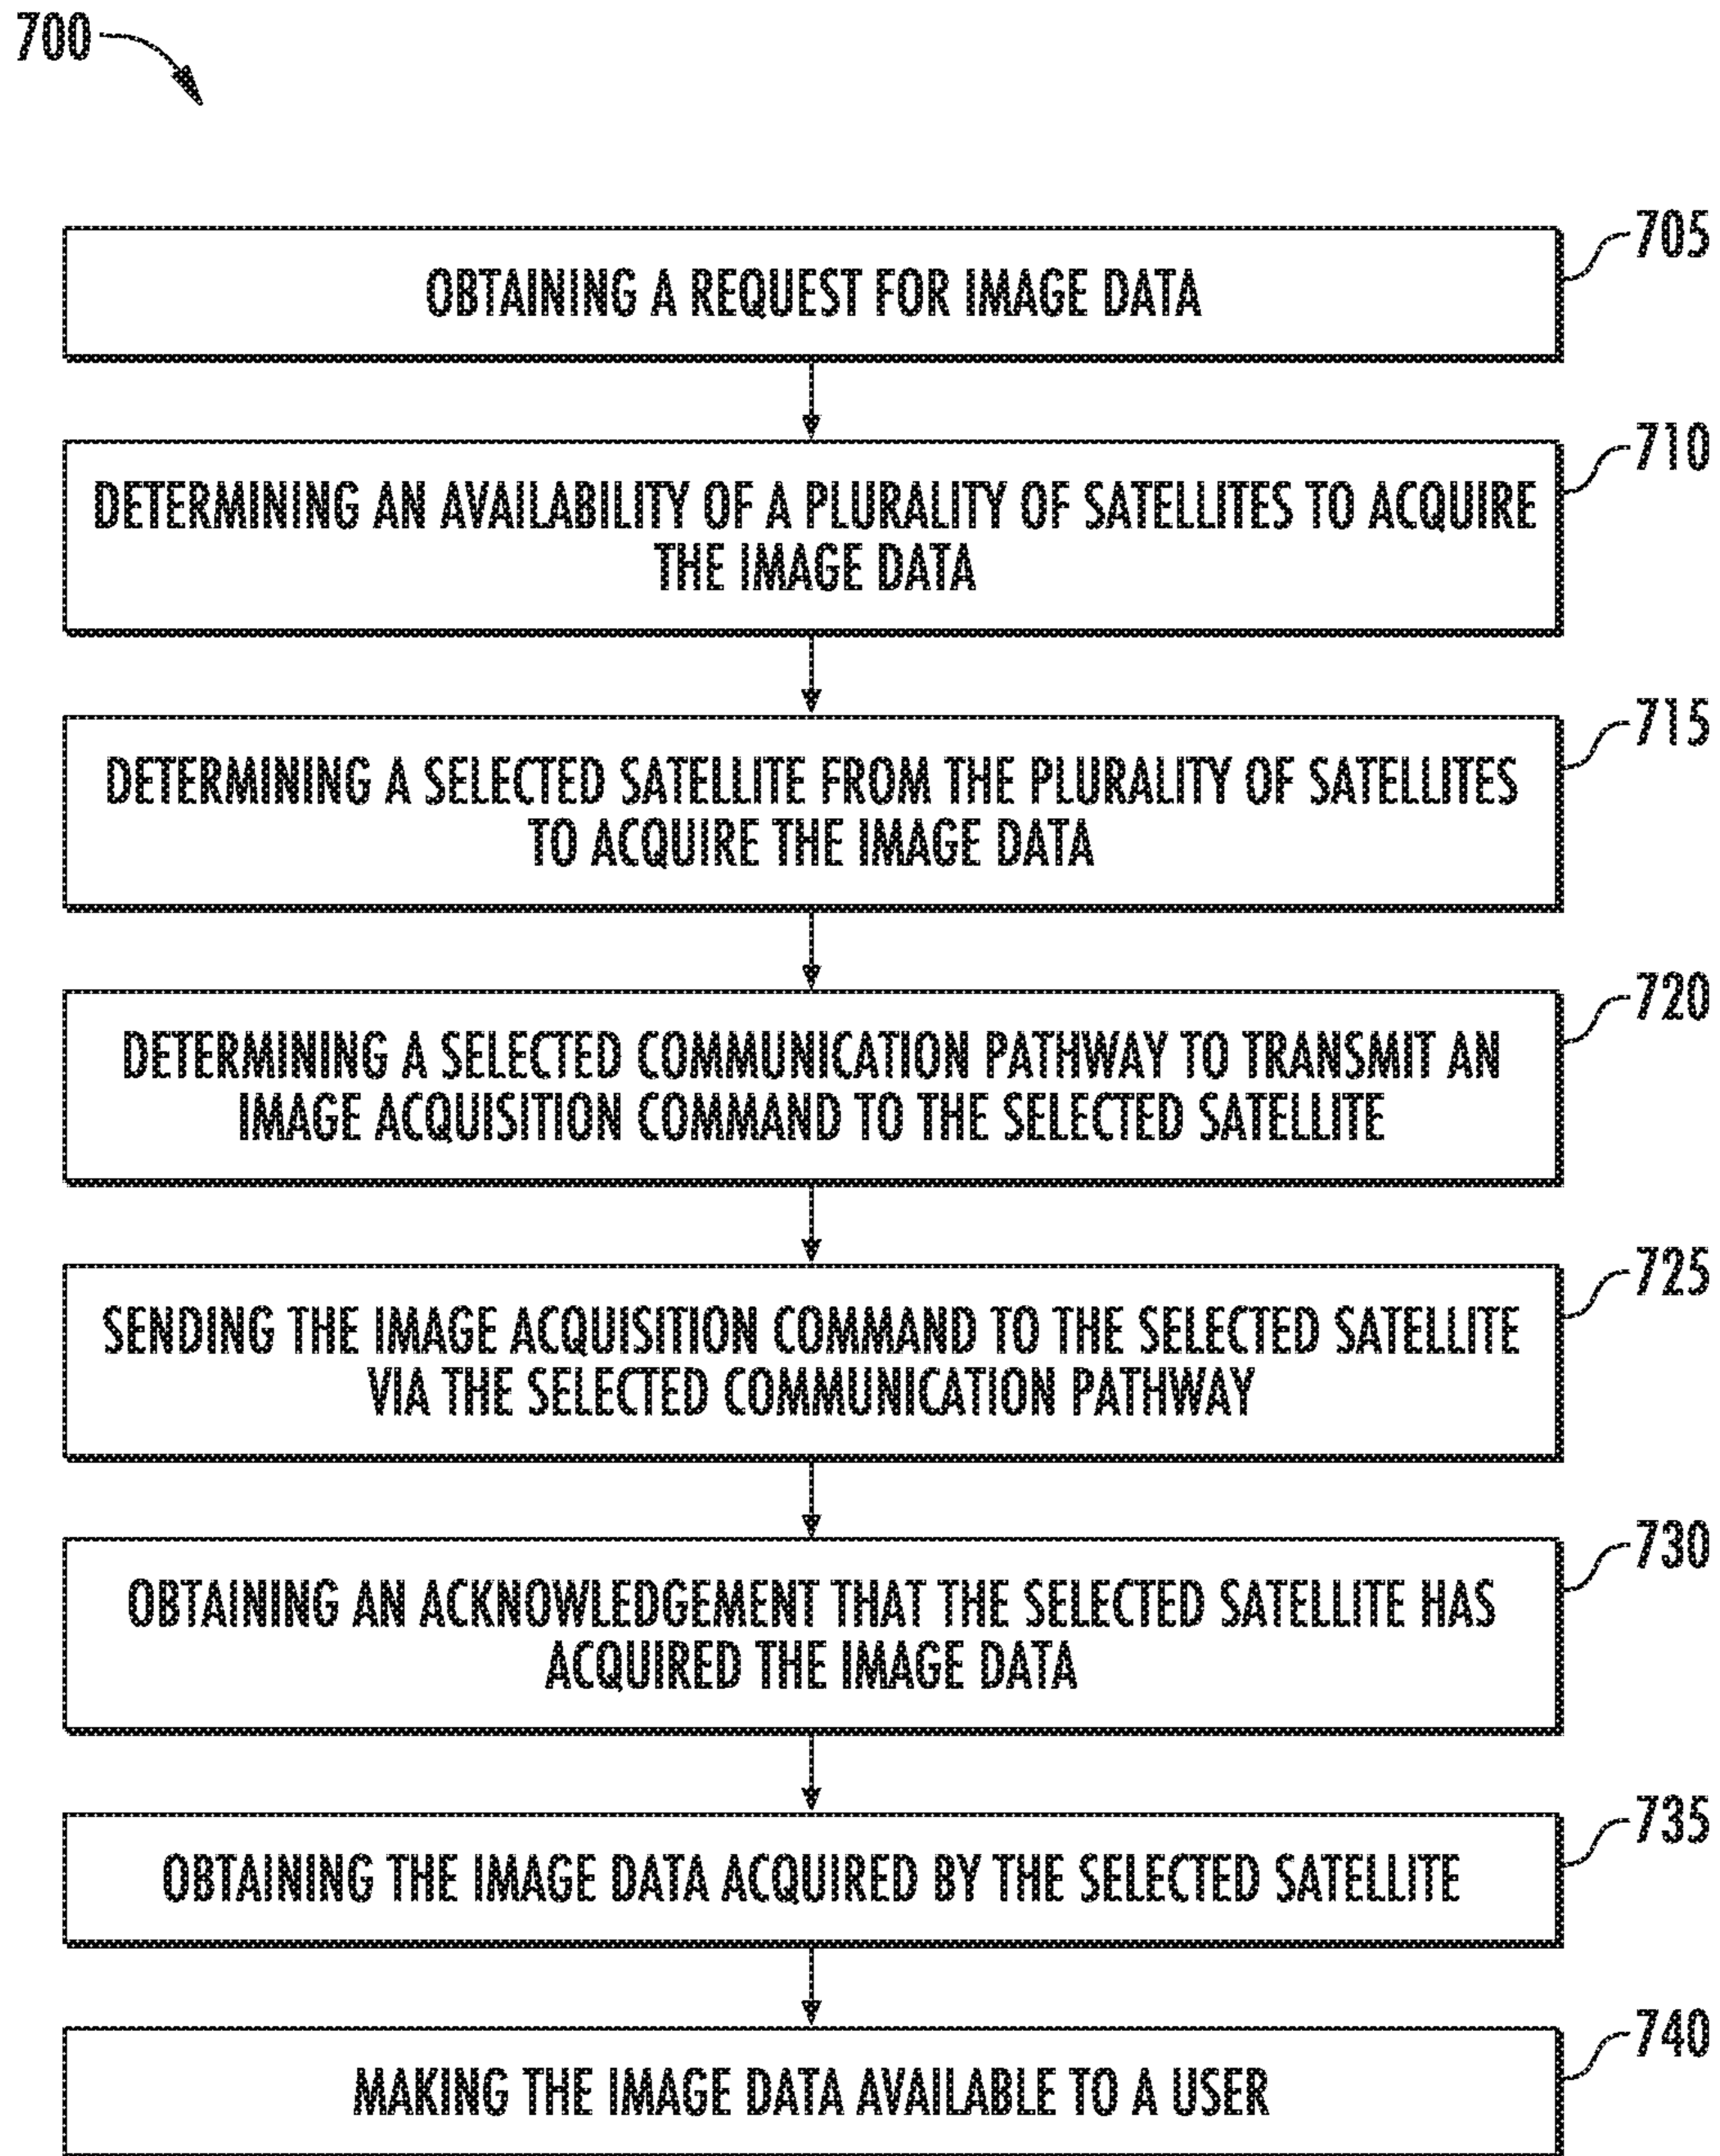 700
705
OBTAINING A REQUEST FOR IMAGE DATA
710
DETERMINING AN AVAILABILITY OF A PLURALITY OF SATELLITES TO ACQUIRE
THE IMAGE DATA
715
DETERMINING A SELECTED SATELLITE FROM THE PLURALITY OF SATELLITES
TO ACQUIRE THE IMAGE DATA
720
DETERMINING A SELECTED COMMUNICATION PATHWAY TO TRANSMIT AN
IMAGE ACQUISITION COMMAND TO THE SELECTED SATELLITE
725
SENDING THE IMAGE ACQUISITION COMMAND TO THE SELECTED SATELLITE
VIA THE SELECTED COMMUNICATION PATHWAY
730
OBTAINING AN ACKNOWLEDGEMENT THAT THE SELECTED SATELLITE HAS
ACQUIRED THE IMAGE DATA
735
OBTAINING THE IMAGE DATA ACQUIRED BY THE SELECTED SATELLITE
740
MAKING THE IMAGE DATA AVAILABLE TO A USER